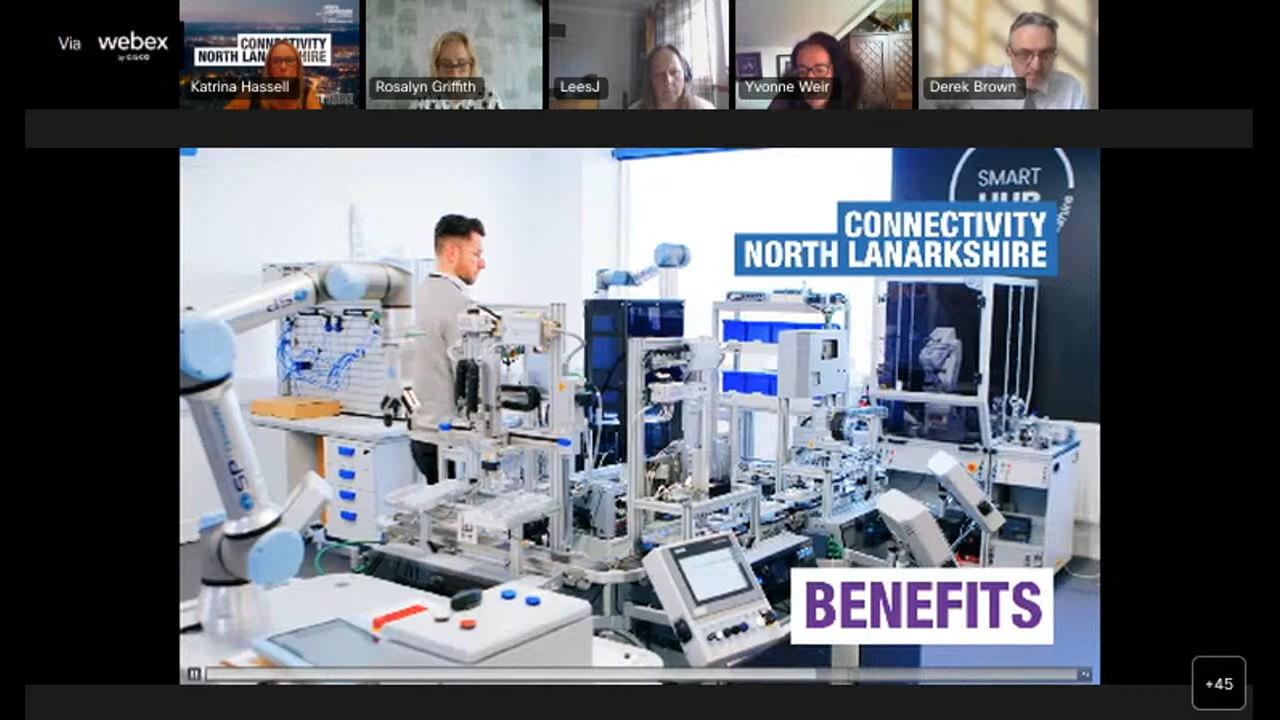 Via webex
by CISCO
CONNECTIVITY
NORTH LANARKSHIRE
Katrina Hassell
Rosalyn Griffith
LeesJ
Yvonne Weir
Derek Brown
SMART
HUB
CONNECTIVITY
NORTH LANARKSHIRE
BENEFITS
+45